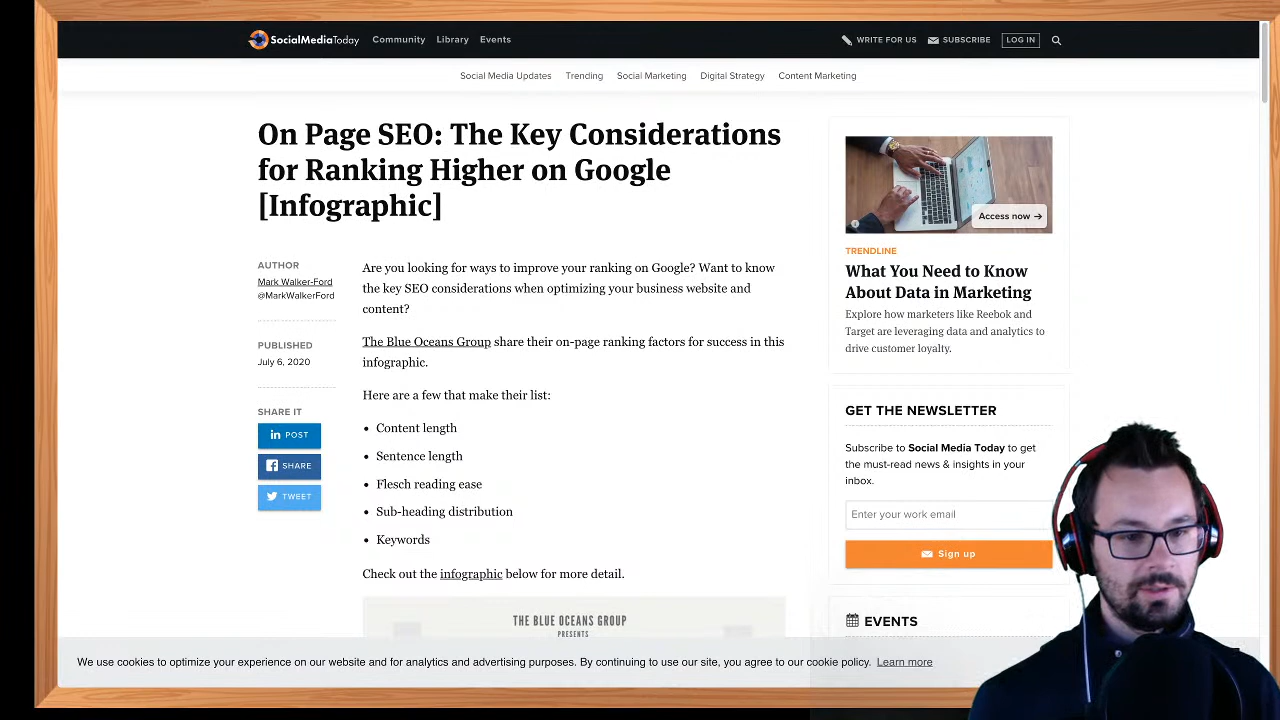 SocialMediaToday
Community
Library
Events
WRITE FOR US
SUBSCRIBE
LOG IN
Social Media Updates
Trending
Social Marketing
Digital Strategy
Content Marketing
On Page SEO: The Key Considerations
for Ranking Higher on Google
[Infographic]
AUTHOR
Mark Walker-Ford
@MarkWalkerFord
PUBLISHED
July 6, 2020
SHARE IT
in POST
SHARE
TWEET
Are you looking for ways to improve your ranking on Google? Want to know
the key SEO considerations when optimizing your business website and
content?
The Blue Oceans Group share their on-page ranking factors for success in this
infographic.
Here are a few that make their list:
• Content length
• Sentence length
• Flesch reading ease
• Sub-heading distribution
• Keywords
Check out the infographic below for more detail.
THE BLUE OCEANS GROUP
PRESENTS
Access now →
TRENDLINE
What You Need to Know
About Data in Marketing
Explore how marketers like Reebok and
Target are leveraging data and analytics to
drive customer loyalty.
GET THE NEWSLETTER
Subscribe to Social Media Today to get
the must-read news & insights in your
inbox.
Enter your work email
Sign up
EVENTS
We use cookies to optimize your experience on our website and for analytics and advertising purposes. By continuing to use our site, you agree to our cookie policy. Learn more